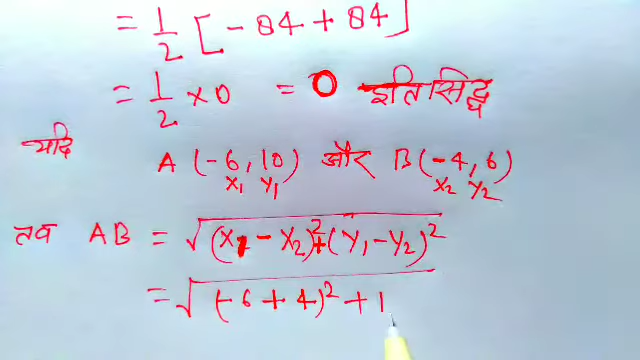 = 1/2 [ - 84 + 84 ]
= 1/2 × 0 = 0 इतिसिद्ध
यदि
A (-6, 10) और B (-4, 6)
x₁ y₁ x₂ y₂
तब AB = √(x₁ - x₂)² + (y₁ - y₂)²
= √(-6 + 4)² + 1